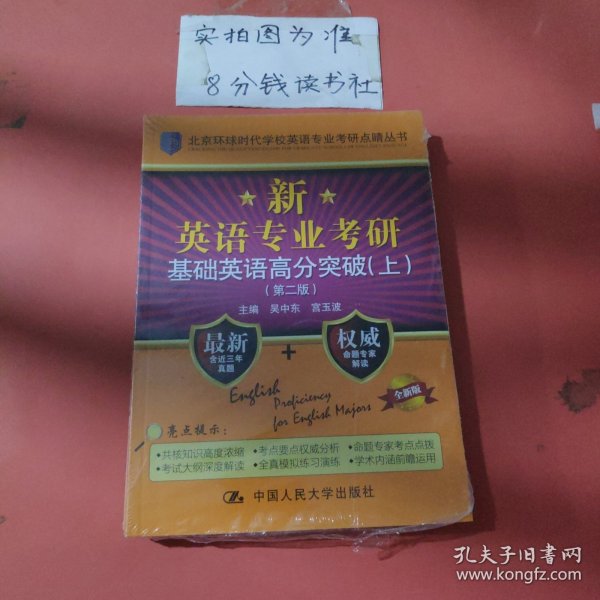 实拍图为准
8分钱读书社
北京环球时代学校英语专业考研点睛丛书
新
英语专业考研
基础英语高分突破(上)
(第二版)
主编 吴中东 宫玉波
最新
含近三年
真题
+
权威
命题专家
解读
English
Proficiency
for English Majors
全新版
亮点提示:
•共核知识高度浓缩 •考点要点权威分析 •命题专家考点点拨
•考试大纲深度解读 •全真模拟练习演练 •学术内涵前瞻运用
中国人民大学出版社
孔夫子旧书网
www.kongfz.com